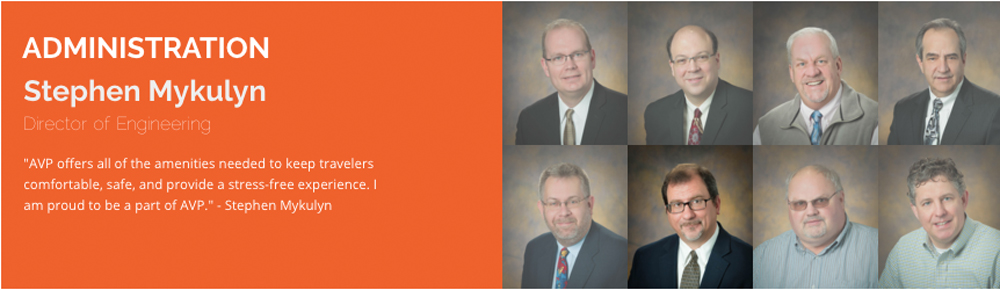 ADMINISTRATION
Stephen Mykulyn
Director of Engineering
"AVP offers all of the amenities needed to keep travelers
comfortable, safe, and provide a stress-free experience. I
am proud to be a part of AVP." - Stephen Mykulyn